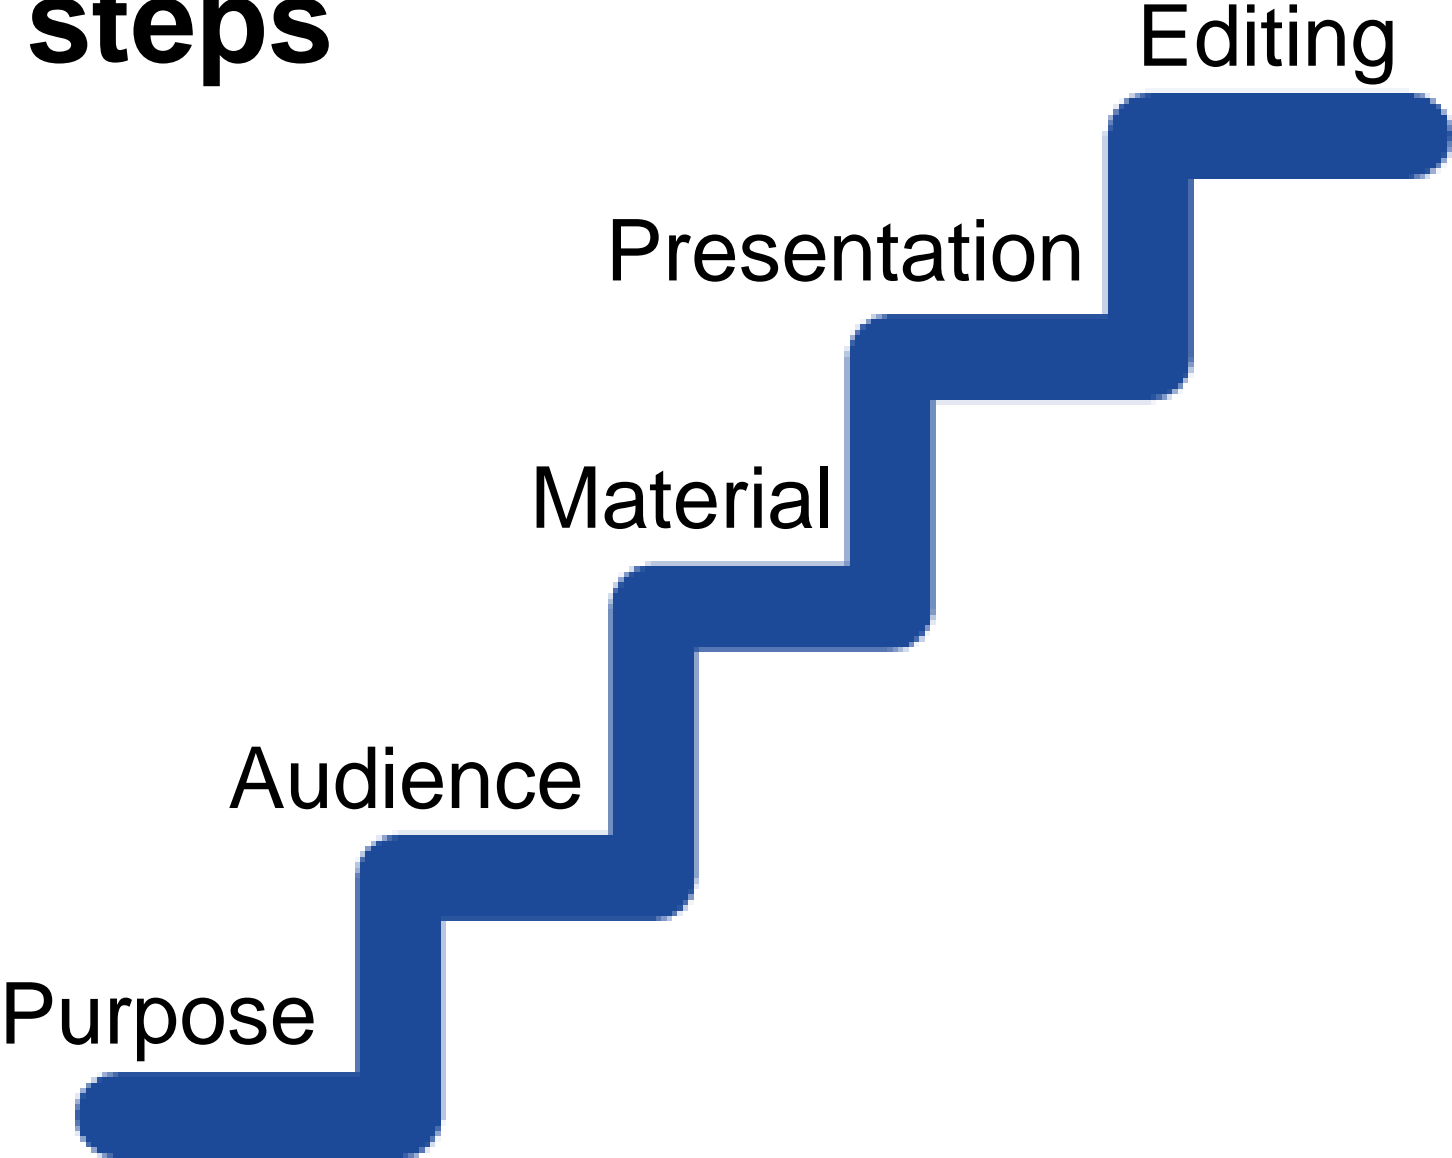 steps
Editing
Presentation
Material
Audience
Purpose